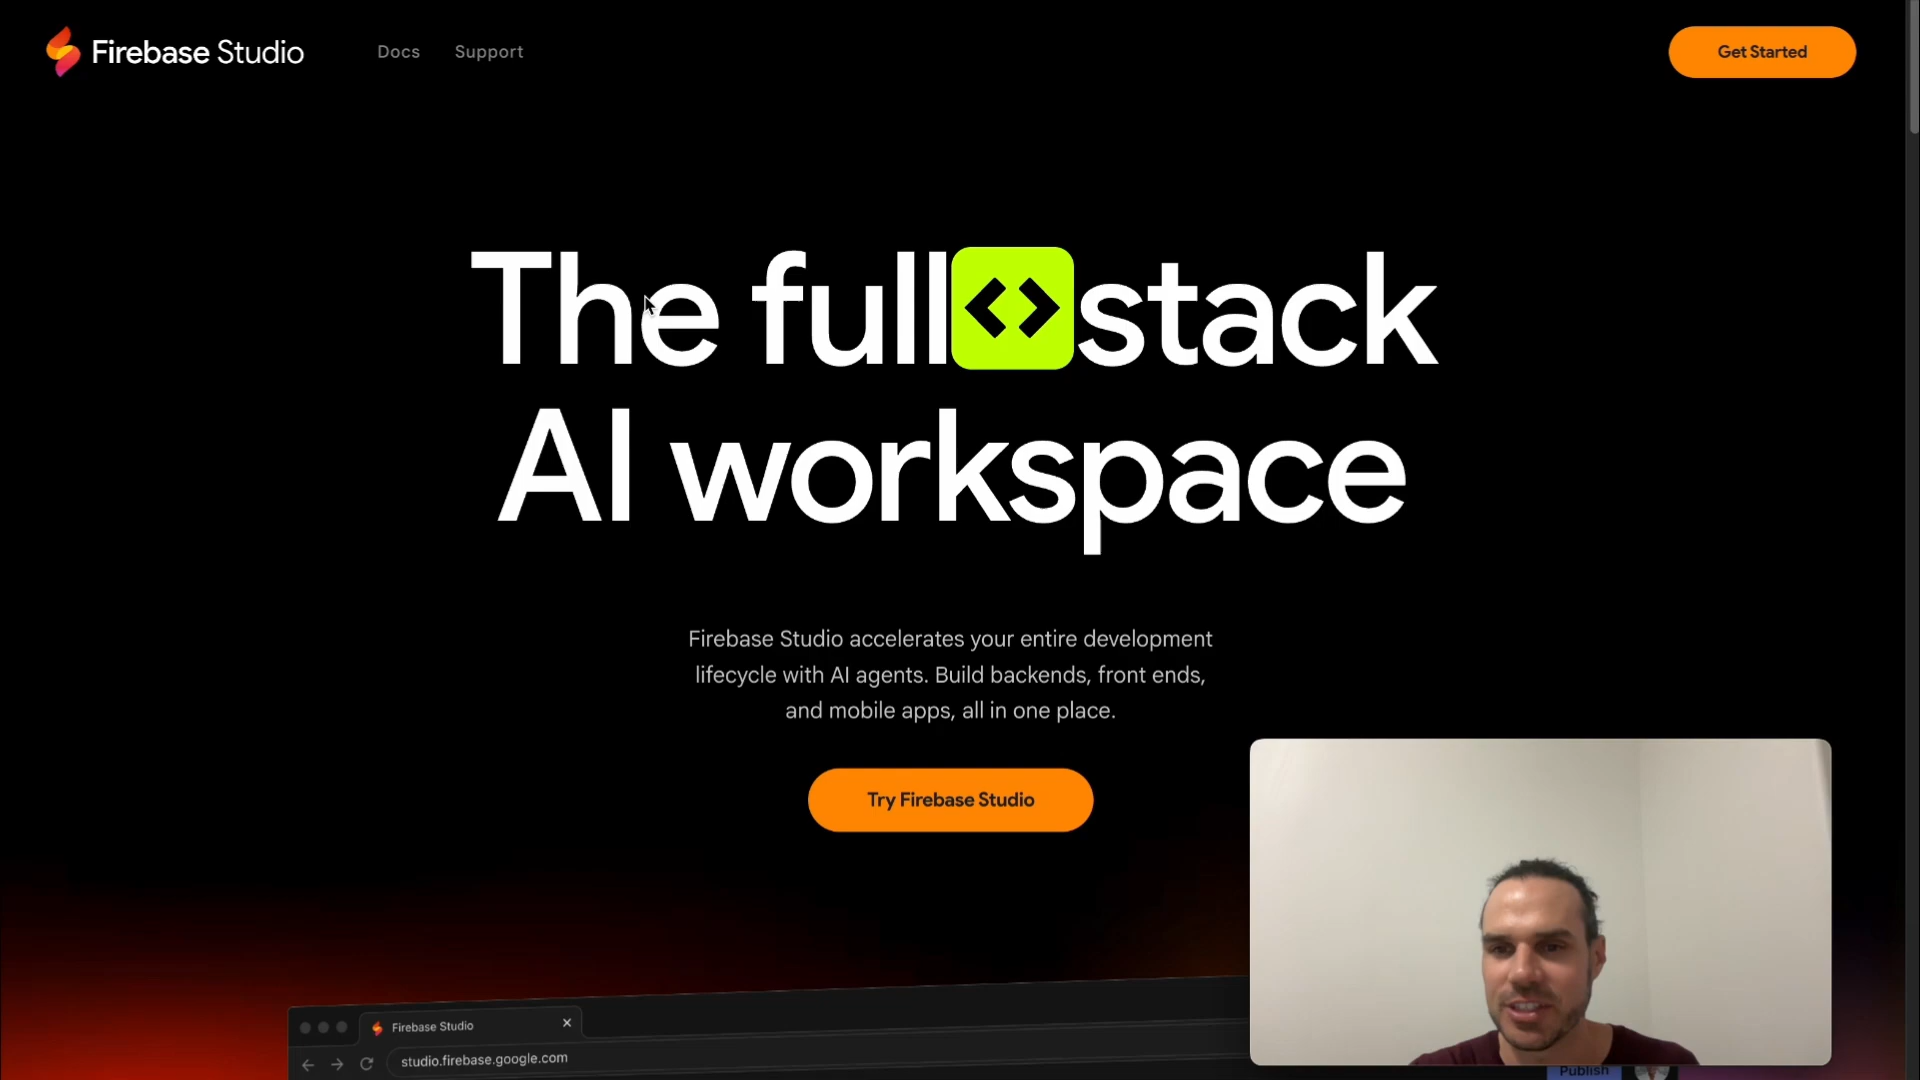 Firebase Studio
Docs
Support
Get Started
The full<>stack
AI workspace
Firebase Studio accelerates your entire development
lifecycle with AI agents. Build backends, front ends,
and mobile apps, all in one place.
Try Firebase Studio
Firebase Studio
studio.firebase.google.com
Publish